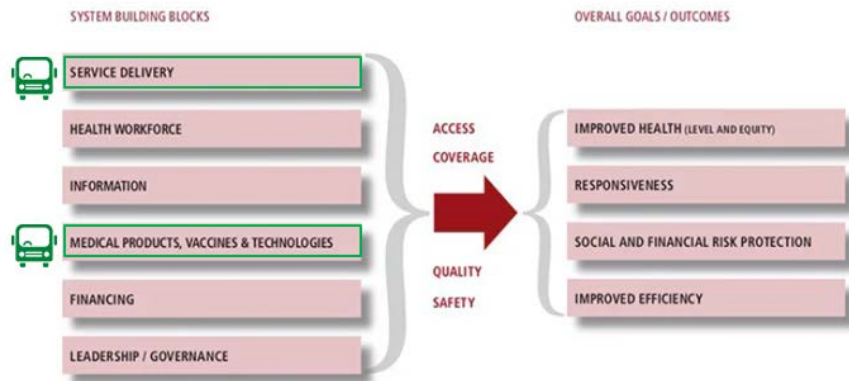 SYSTEM BUILDING BLOCKS
SERVICE DELIVERY
HEALTH WORKFORCE
INFORMATION
MEDICAL PRODUCTS, VACCINES & TECHNOLOGIES
FINANCING
LEADERSHIP / GOVERNANCE
ACCESS
COVERAGE
QUALITY
SAFETY
OVERALL GOALS / OUTCOMES
IMPROVED HEALTH (LEVEL AND EQUITY)
RESPONSIVENESS
SOCIAL AND FINANCIAL RISK PROTECTION
IMPROVED EFFICIENCY